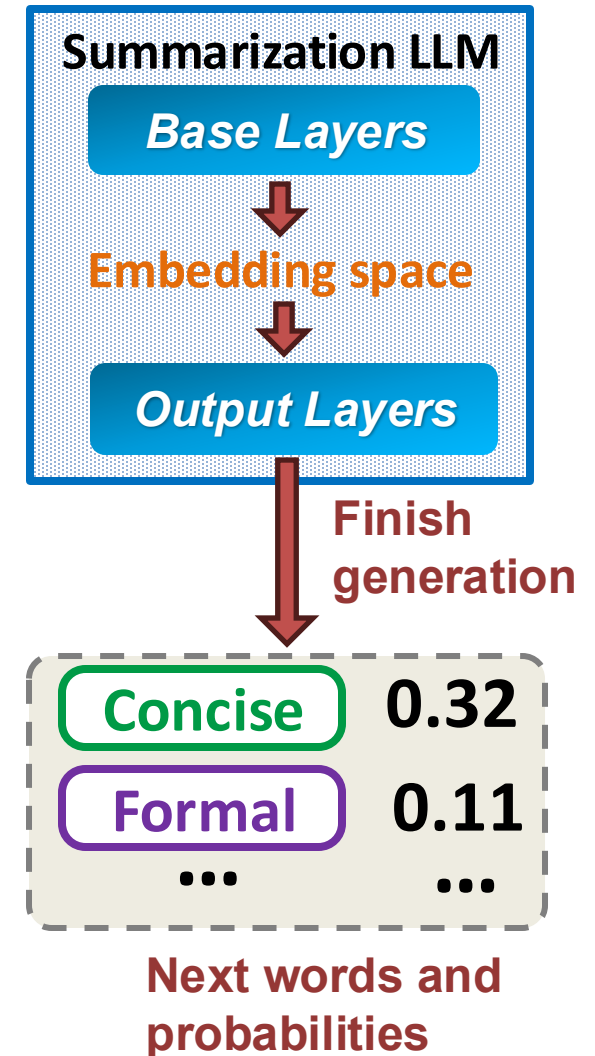 Summarization LLM
Base Layers
Embedding space
Output Layers
Finish
generation
Concise 0.32
Formal 0.11
... ...
Next words and
probabilities